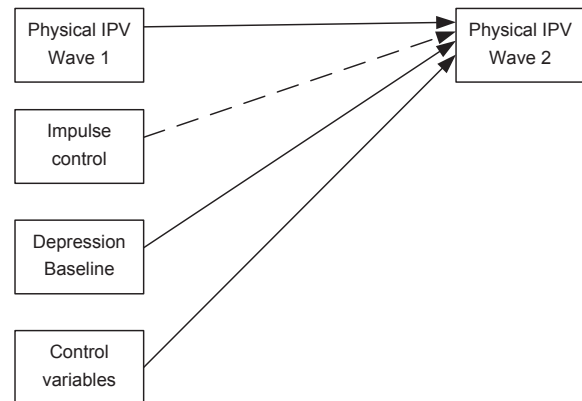 Physical IPV
Wave 1
Physical IPV
Wave 2
Impulse
control
Depression
Baseline
Control
variables